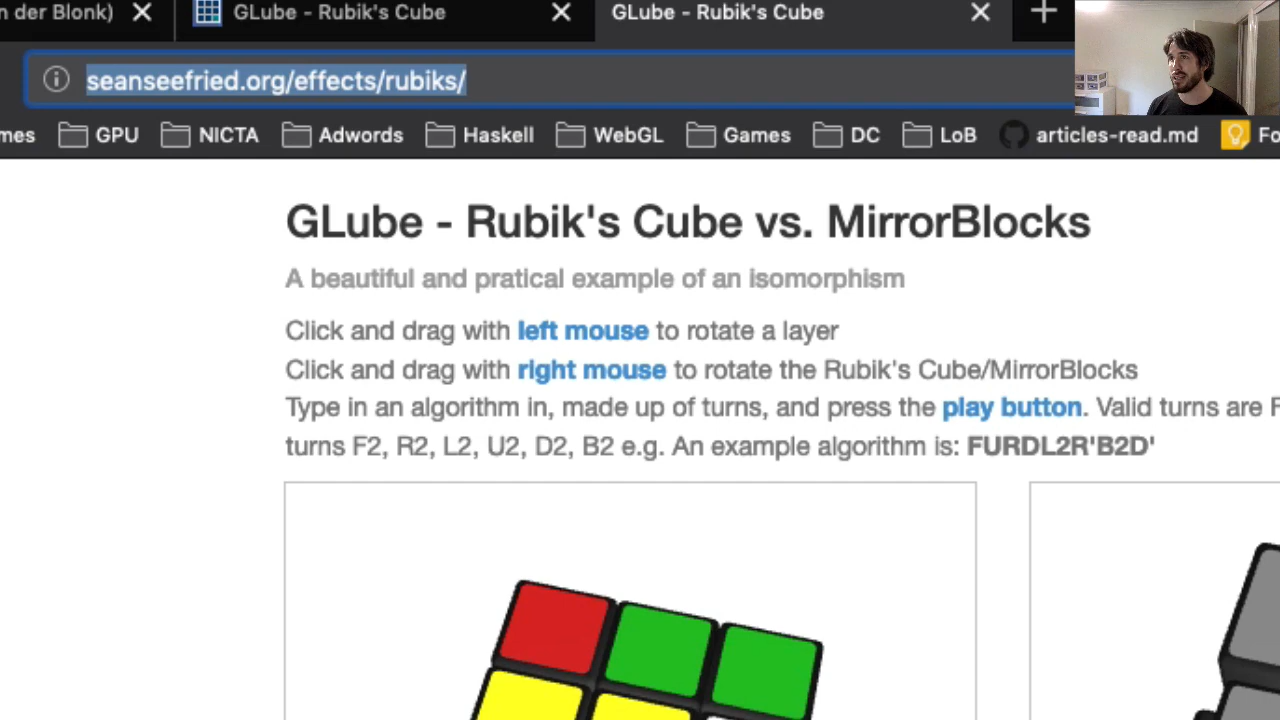 n der Blonk)
GLube - Rubik's Cube
GLube - Rubik's Cube
seanseefried.org/effects/rubiks/
mes GPU NICTA Adwords Haskell WebGL Games DC LoB articles-read.md Fo
GLube - Rubik's Cube vs. MirrorBlocks
A beautiful and pratical example of an isomorphism
Click and drag with left mouse to rotate a layer
Click and drag with right mouse to rotate the Rubik's Cube/MirrorBlocks
Type in an algorithm in, made up of turns, and press the play button. Valid turns are F
turns F2, R2, L2, U2, D2, B2 e.g. An example algorithm is: FURDL2R'B2D'